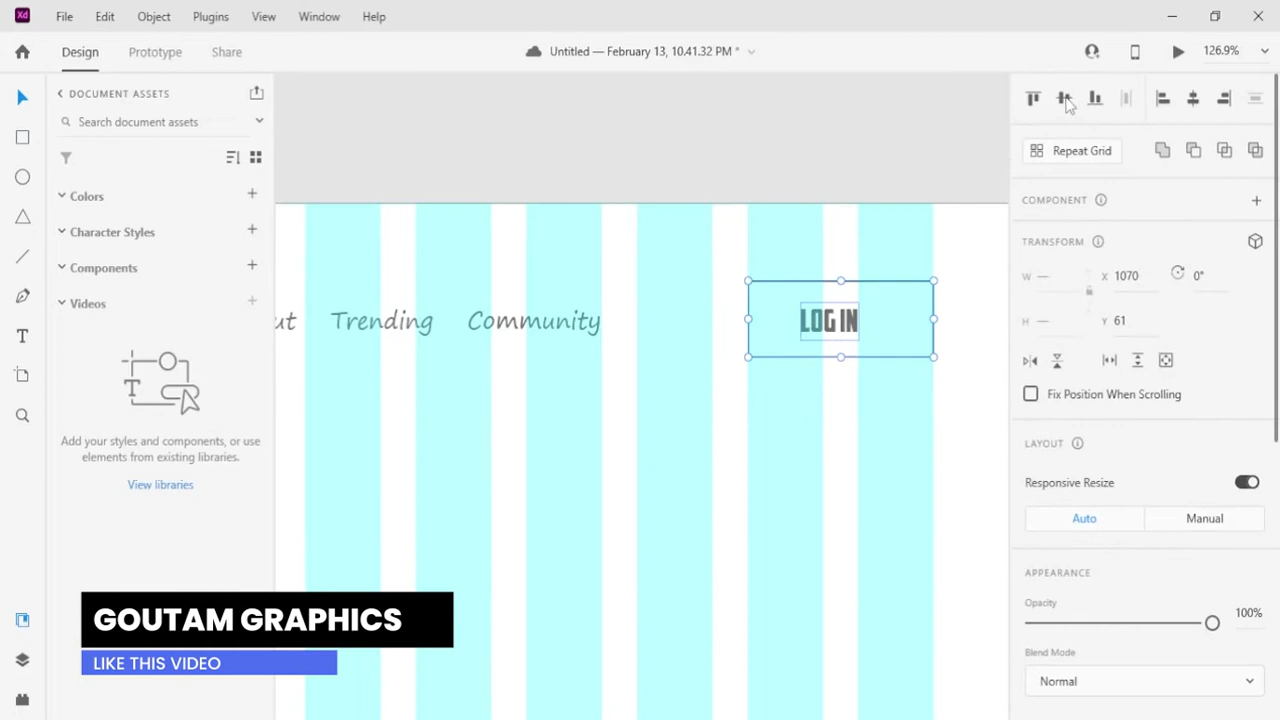 Xd File Edit Object Plugins View Window Help
Design Prototype Share Untitled — February 13, 10.41.32 PM * 126.9%
DOCUMENT ASSETS
Search document assets
Colors
Character Styles
Components
Videos
Add your styles and components, or use
elements from existing libraries.
View libraries
ut Trending Community LOG IN
Repeat Grid
COMPONENT
TRANSFORM
W — X 1070 0°
H — Y 61
Fix Position When Scrolling
LAYOUT
Responsive Resize
Auto Manual
APPEARANCE
Opacity
100%
Blend Mode
Normal
GOUTAM GRAPHICS
LIKE THIS VIDEO